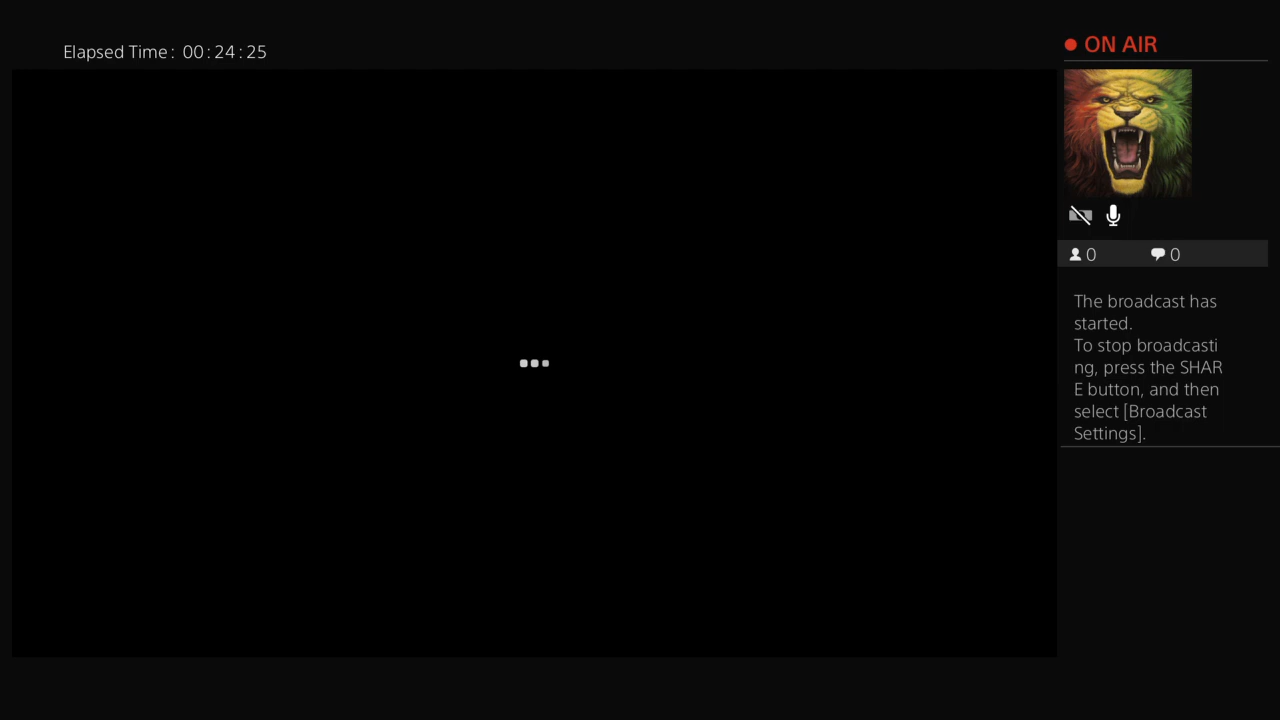 Elapsed Time: 00:24:25
ON AIR
0 0
The broadcast has
started.
To stop broadcasti
ng, press the SHAR
E button, and then
select [Broadcast
Settings].